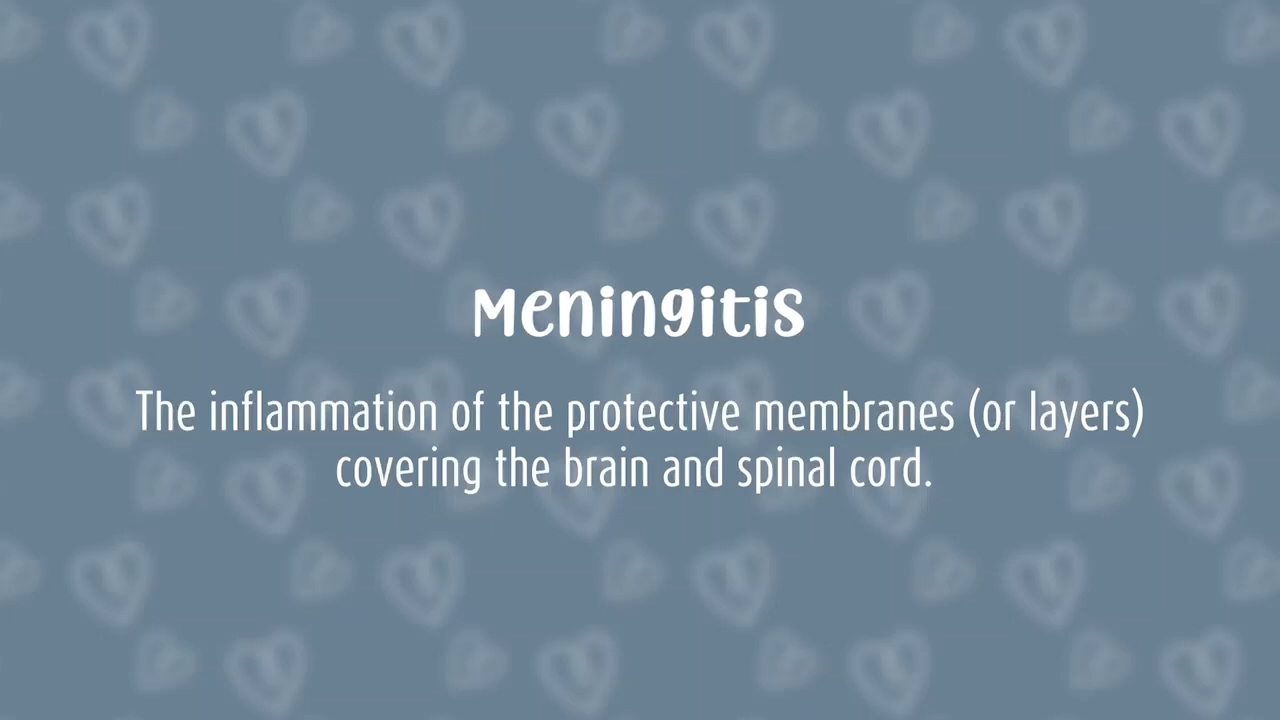 Meningitis
The inflammation of the protective membranes (or layers)
covering the brain and spinal cord.